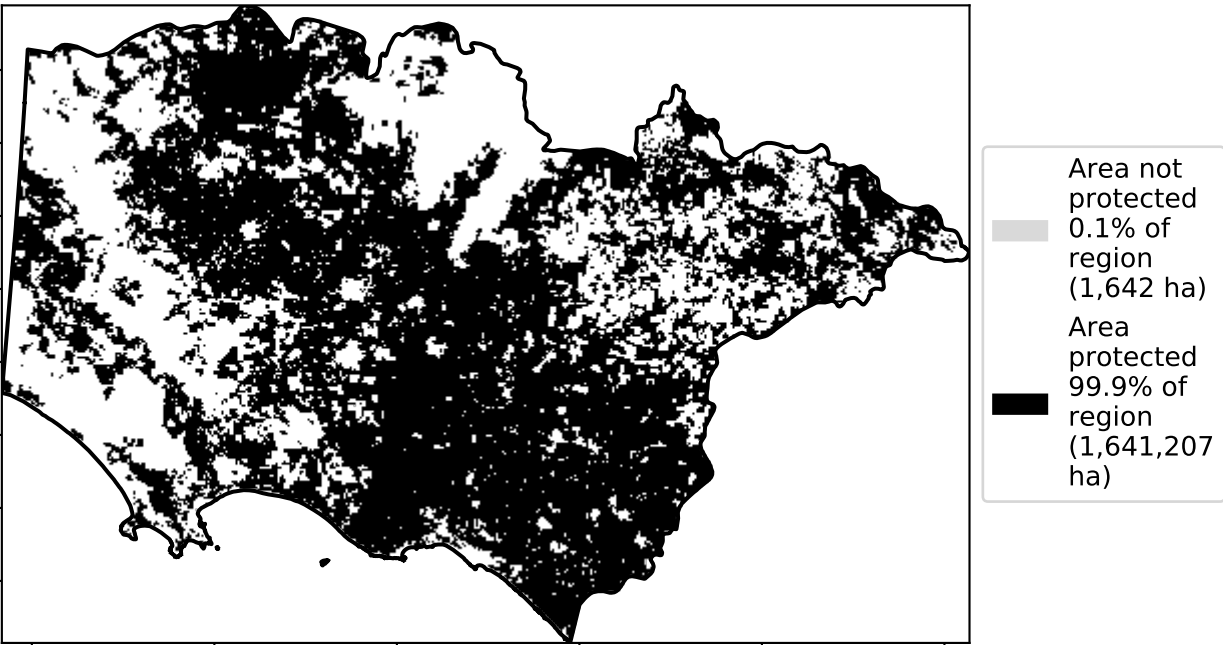 Area not
protected
0.1% of
region
(1,642 ha)
Area
protected
99.9% of
region
(1,641,207
ha)